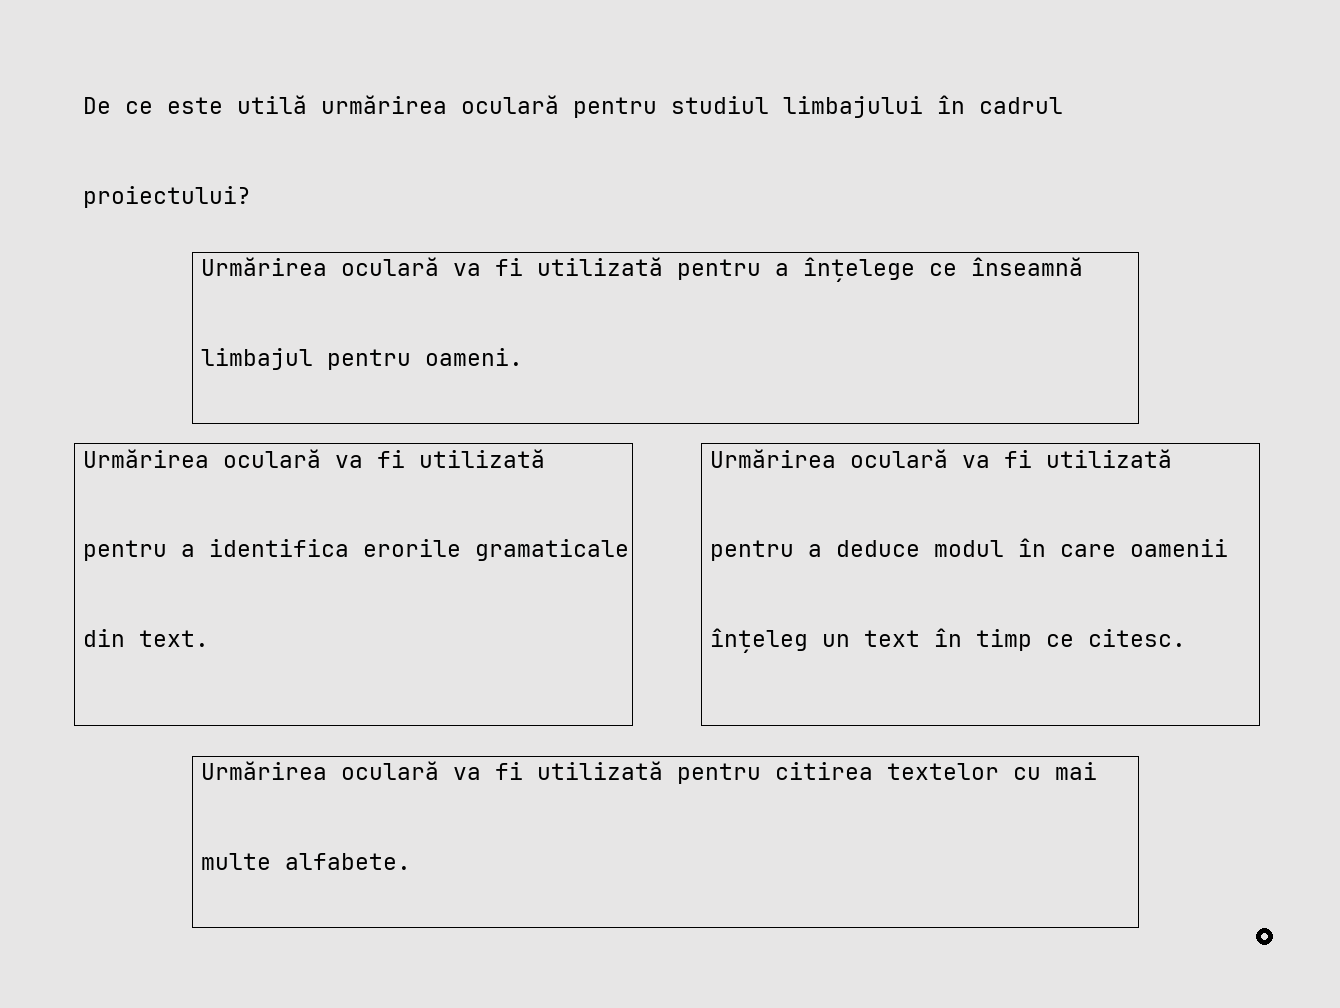 De ce este utilă urmărirea oculară pentru studiul limbajului în cadrul
proiectului?
Urmărirea oculară va fi utilizată pentru a înțelege ce înseamnă
limbajul pentru oameni.
Urmărirea oculară va fi utilizată
pentru a identifica erorile gramaticale
din text.
Urmărirea oculară va fi utilizată
pentru a deduce modul în care oamenii
înțeleg un text în timp ce citesc.
Urmărirea oculară va fi utilizată pentru citirea textelor cu mai
multe alfabete.